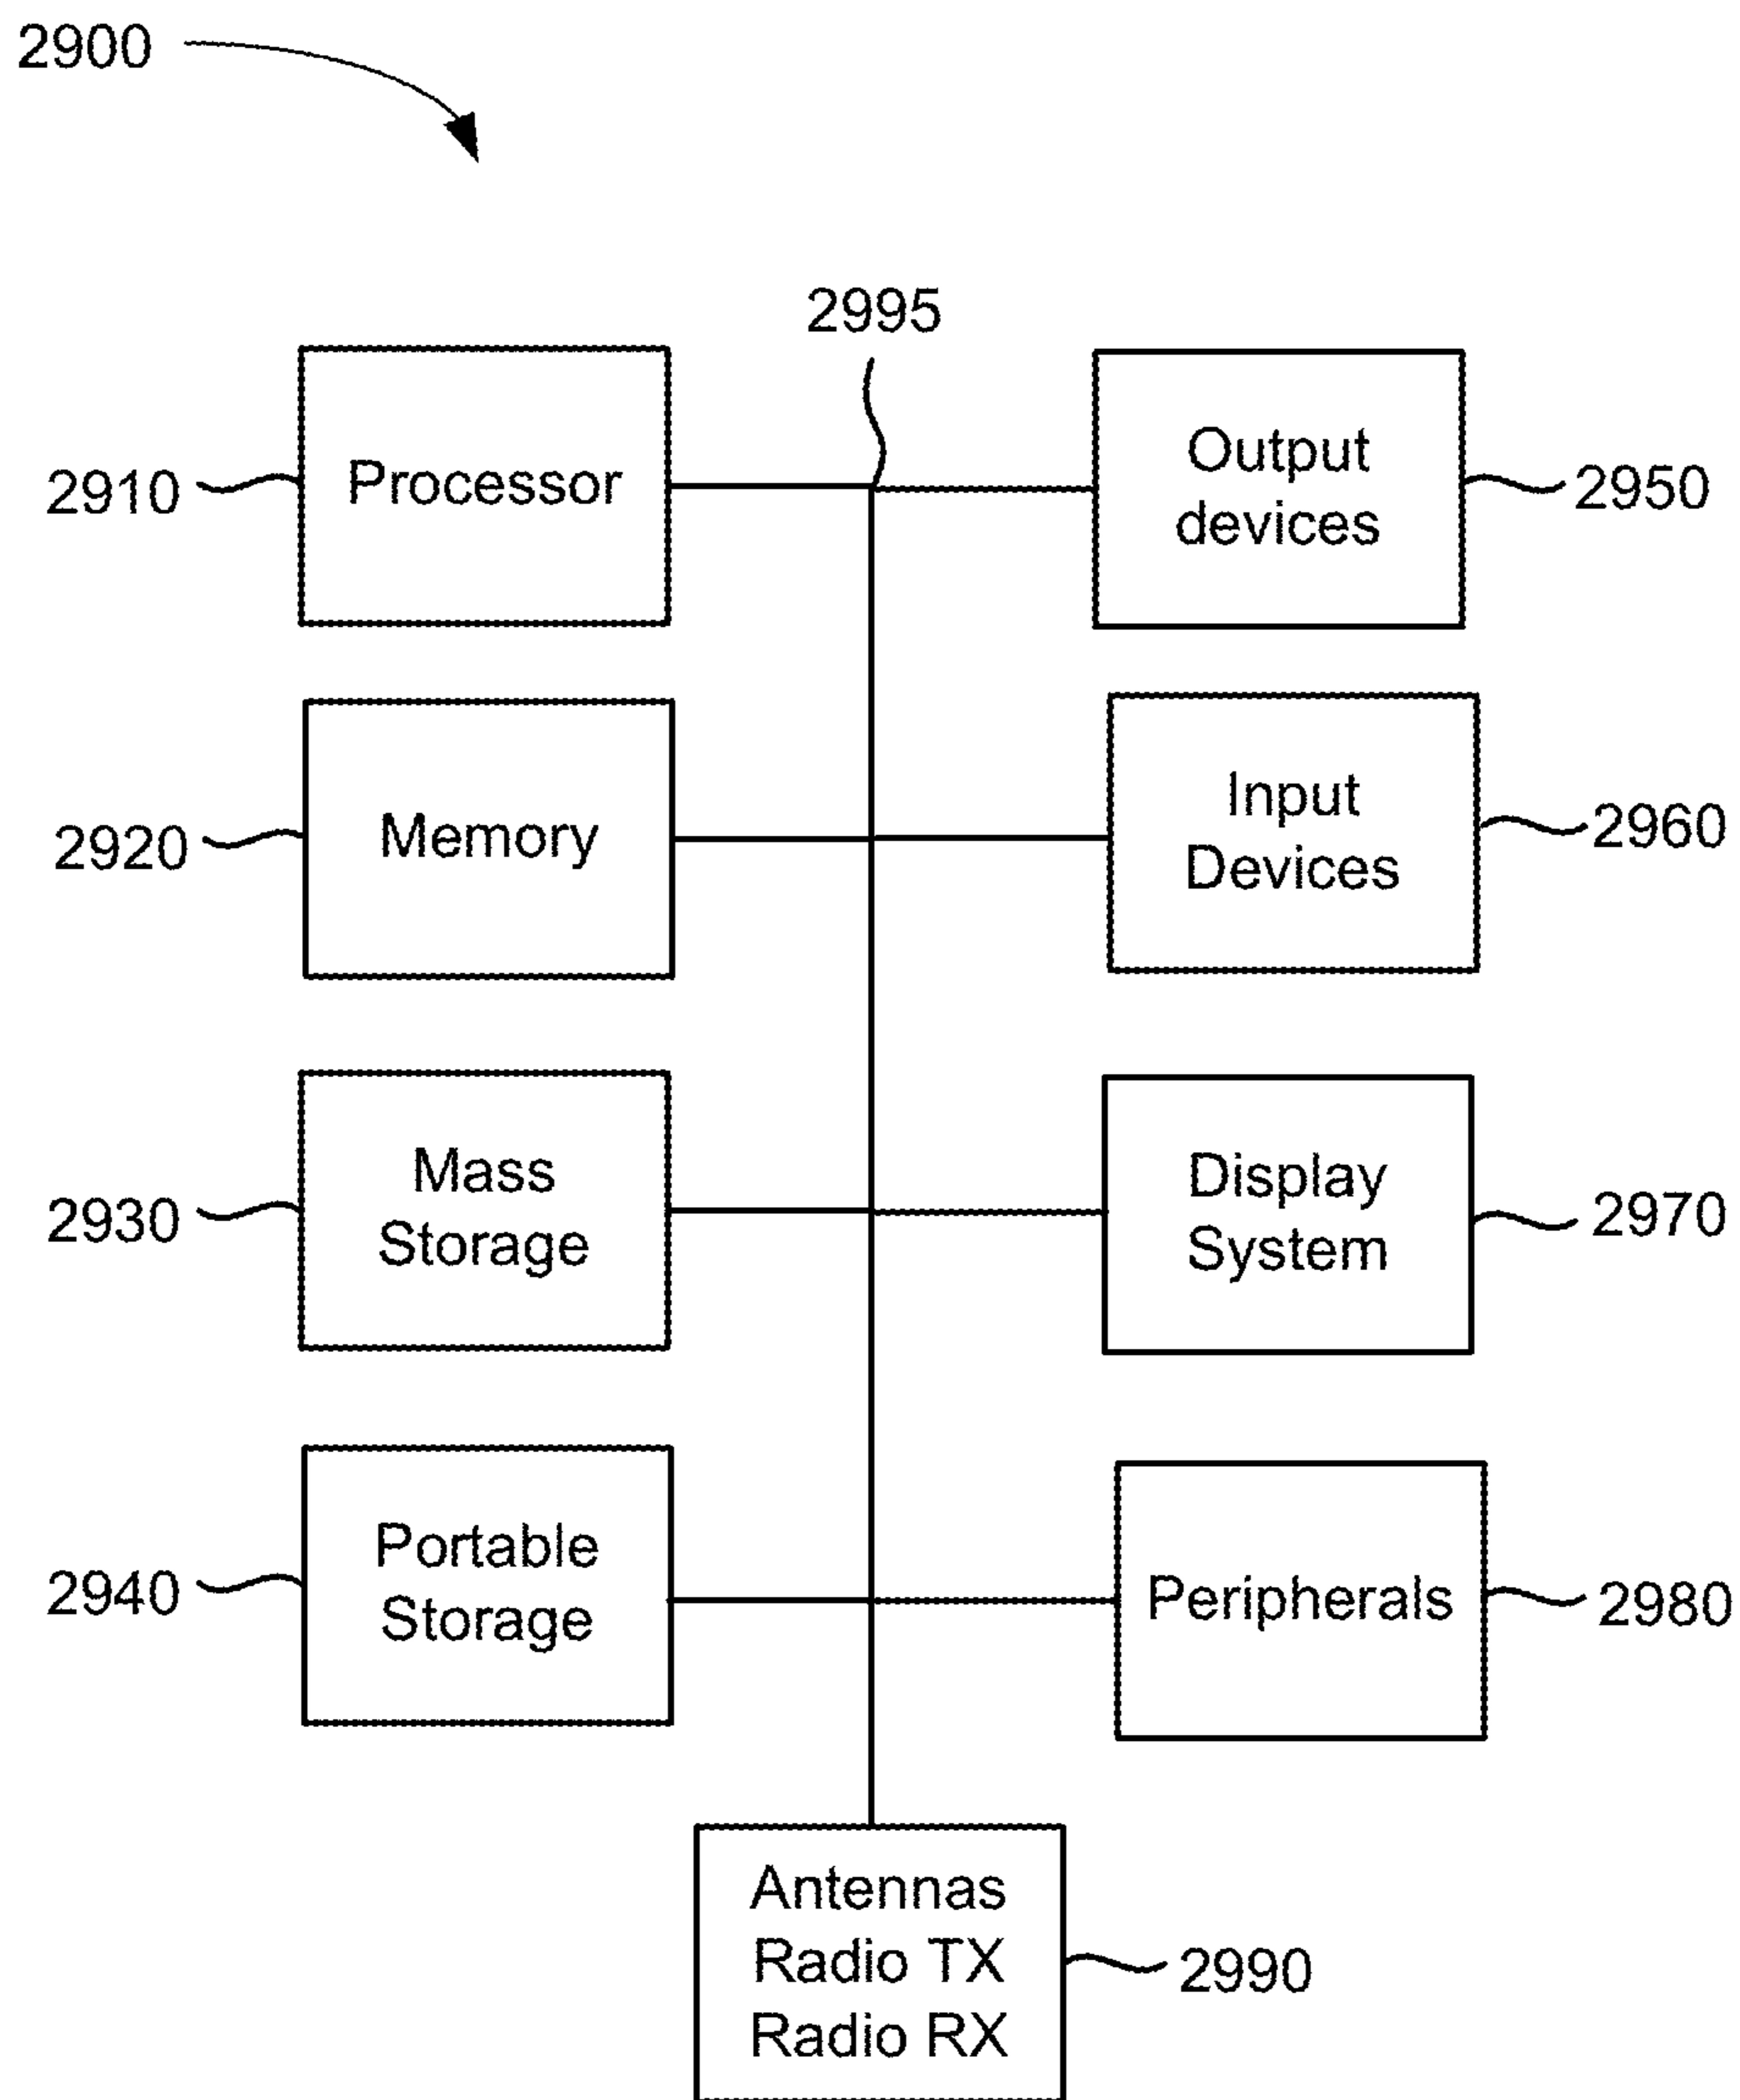 2900
2995
2910
Processor
Output
devices
2950
2920
Memory
Input
Devices
2960
2930
Mass
Storage
Display
System
2970
2940
Portable
Storage
Peripherals
2980
Antennas
Radio TX
Radio RX
2990